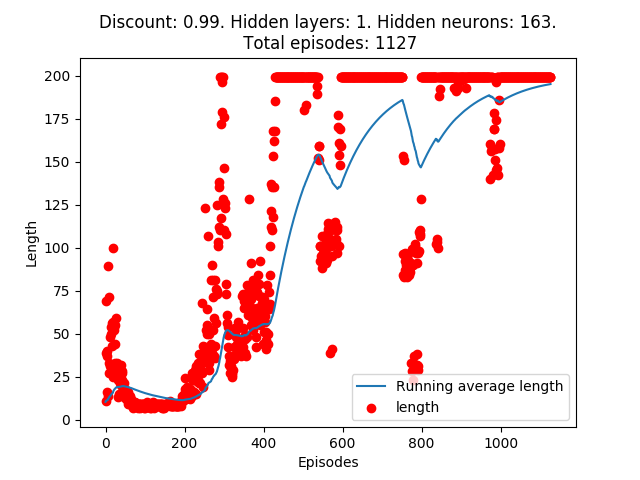 Discount: 0.99. Hidden layers: 1. Hidden neurons: 163.
Total episodes: 1127
200
175
150
125
100
75
50
25
0
Length
0 200 400 600 800 1000
Episodes
Running average length
length